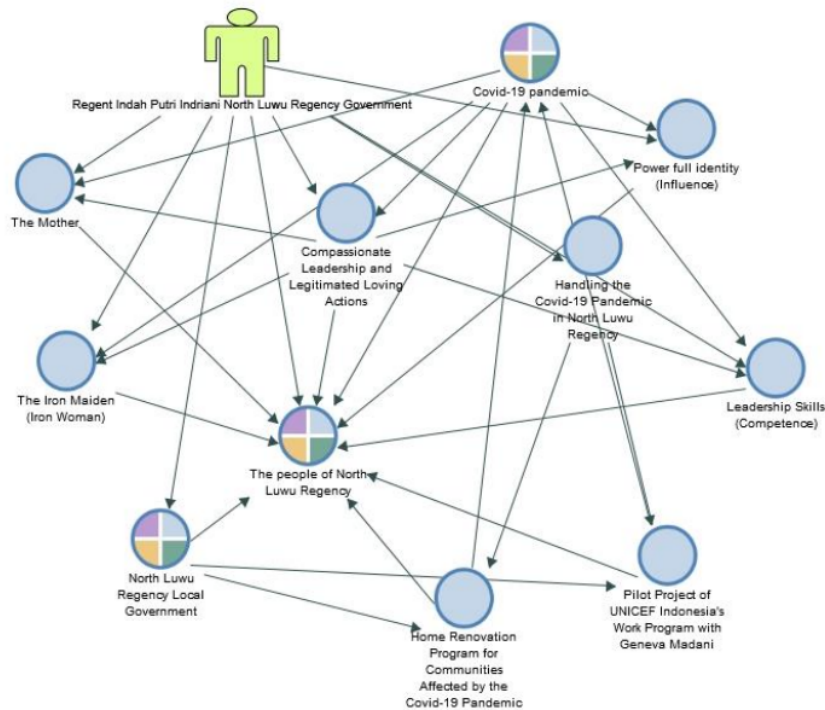 Regent Indah Putri Indriani North Luwu Regency Government
Covid-19 pandemic
Power full identity
(Influence)
The Mother
Compassionate
Leadership and
Legitimated Loving
Actions
Handling the
Covid-19 Pandemic
in North Luwu
Regency
The Iron Maiden
(Iron Woman)
Leadership Skills
(Competence)
The people of North
Luwu Regency
North Luwu
Regency Local
Government
Home Renovation
Program for
Communities
Affected by the
Covid-19 Pandemic
Pilot Project of
UNICEF Indonesia's
Work Program with
Geneva Madani